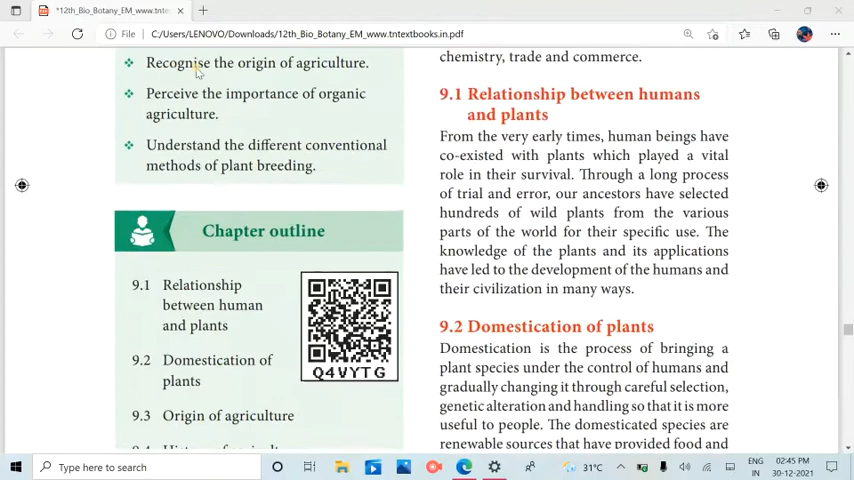 *12th_Bio_Botany_EM_www.tntex
File
C:/Users/LENOVO/Downloads/12th_Bio_Botany_EM_www.tntextbooks.in.pdf
Recognise the origin of agriculture.
Perceive the importance of organic
agriculture.
Understand the different conventional
methods of plant breeding.
Chapter outline
9.1 Relationship
between human
and plants
9.2 Domestication of
plants
9.3 Origin of agriculture
Q4VYTG
chemistry, trade and commerce.
9.1 Relationship between humans
and plants
From the very early times, human beings have
co-existed with plants which played a vital
role in their survival. Through a long process
of trial and error, our ancestors have selected
hundreds of wild plants from the various
parts of the world for their specific use. The
knowledge of the plants and its applications
have led to the development of the humans and
their civilization in many ways.
9.2 Domestication of plants
Domestication is the process of bringing a
plant species under the control of humans and
gradually changing it through careful selection,
genetic alteration and handling so that it is more
useful to people. The domesticated species are
renewable sources that have provided food and
Type here to search
31°C
ENG
IN
02:45 PM
30-12-2021